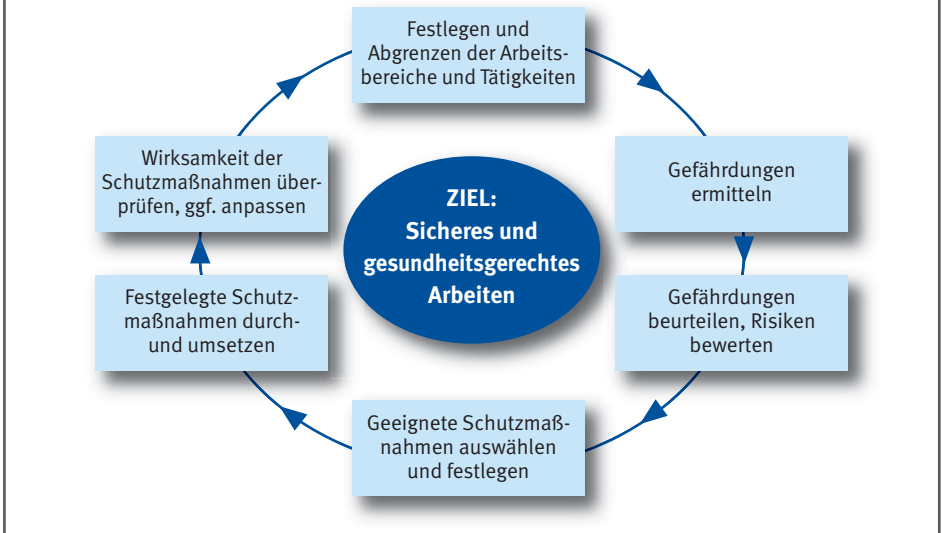 Festlegen und
Abgrenzen der Arbeits-
bereiche und Tätigkeiten
Gefährdungen
ermitteln
Gefährdungen
beurteilen, Risiken
bewerten
Geeignete Schutzmaß-
nahmen auswählen
und festlegen
Festgelegte Schutz-
maßnahmen durch-
und umsetzen
Wirksamkeit der
Schutzmaßnahmen über-
prüfen, ggf. anpassen
ZIEL:
Sicheres und
gesundheitsgerechtes
Arbeiten